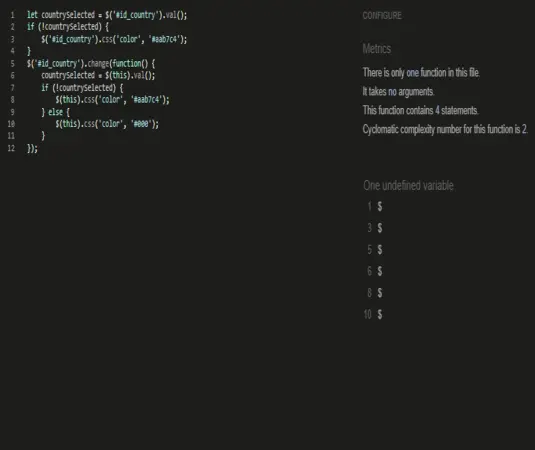 1 let countrySelected = $('#id_country').val();
2 if (!countrySelected) {
3 $('#id_country').css('color', '#aab7c4');
4 }
5 $('#id_country').change(function() {
6 countrySelected = $(this).val();
7 if (!countrySelected) {
8 $(this).css('color', '#aab7c4');
9 } else {
10 $(this).css('color', '#000');
11 }
12 });
CONFIGURE
Metrics
There is only one function in this file.
It takes no arguments.
This function contains 4 statements.
Cyclomatic complexity number for this function is 2.
One undefined variable
1 $
3 $
5 $
6 $
8 $
10 $